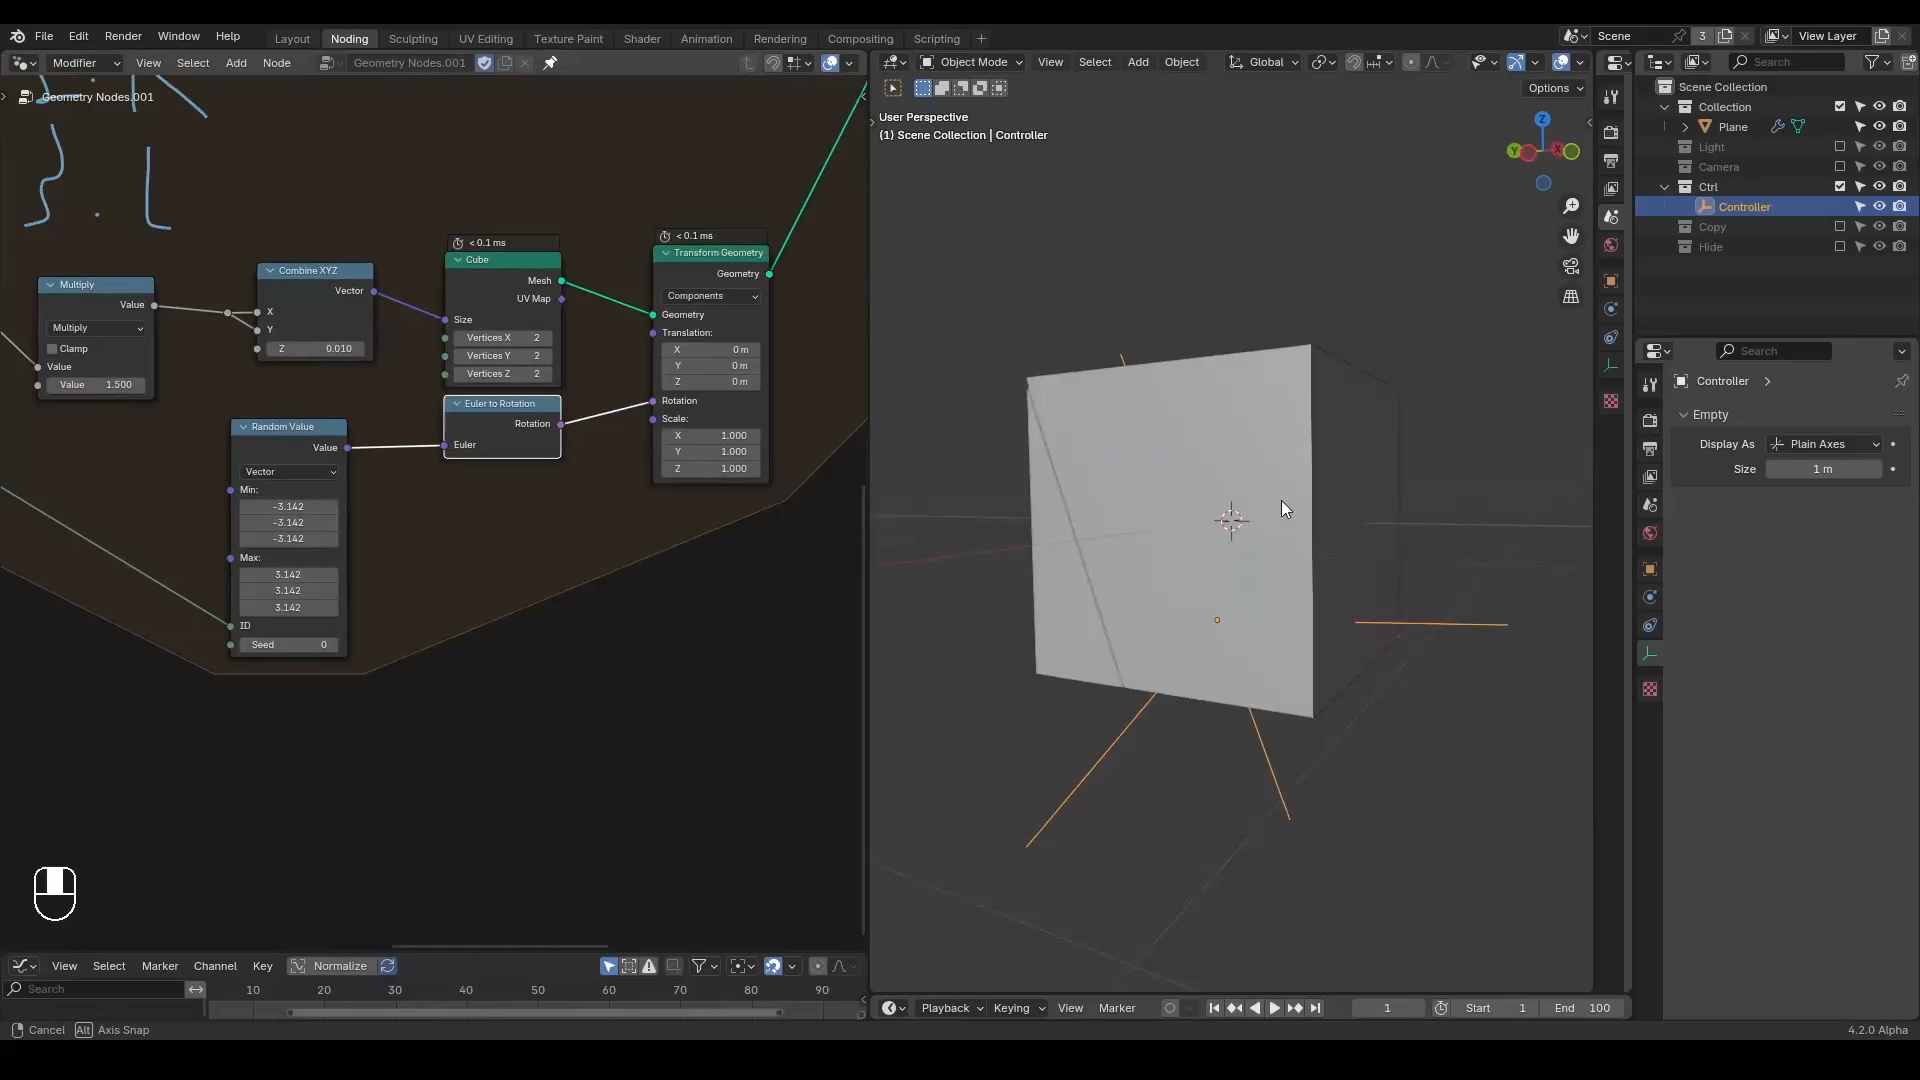 File Edit Render Window Help
Layout Noding Sculpting UV Editing Texture Paint Shader Animation Rendering Compositing Scripting
Scene 3 View Layer
Modifier View Select Add Node Geometry Nodes.001
Object Mode View Select Add Object Global
Search
Geometry Nodes.001
Options
User Perspective
(1) Scene Collection | Controller
Z
Y X
Scene Collection
Collection
Plane
Light
Camera
Ctrl
Controller
Copy
Hide
Multiply
Value
Multiply
Clamp
Value
Value 1.500
Combine XYZ
Vector
X
Y
Z 0.010
< 0.1 ms
Cube
Mesh
UV Map
Size
Vertices X 2
Vertices Y 2
Vertices Z 2
< 0.1 ms
Transform Geometry
Geometry
Components
Geometry
Translation:
X 0 m
Y 0 m
Z 0 m
Rotation
Scale:
X 1.000
Y 1.000
Z 1.000
Euler to Rotation
Rotation
Euler
Random Value
Value
Vector
Min:
-3.142
-3.142
-3.142
Max:
3.142
3.142
3.142
ID
Seed 0
Search
Controller
Empty
Display As Plain Axes
Size 1 m
View Select Marker Channel Key Normalize
Search
10 20 30 40 50 60 70 80 90
Playback Keying View Marker 1 Start 1 End 100
Cancel Alt Axis Snap
4.2.0 Alpha